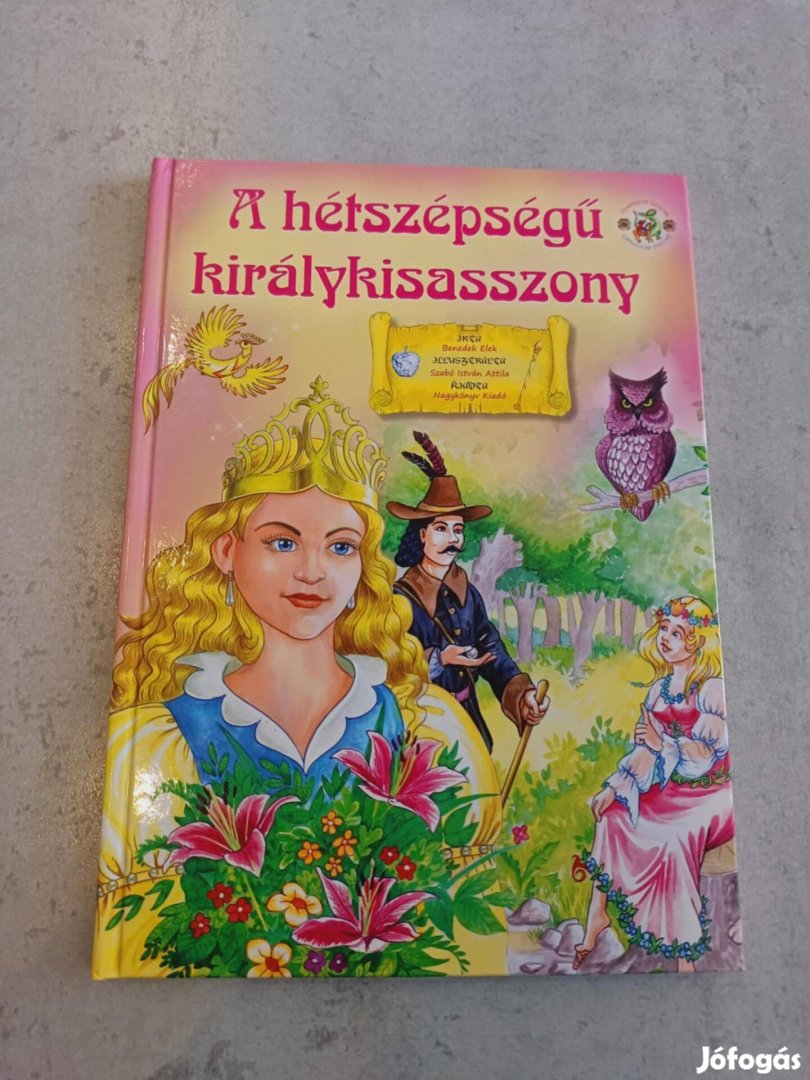 A hétszépségű
királykisasszony
ÍRTA
Benedek Elek
ILLUSZTRÁLTA
Szabó István Attila
KIADTA
Nagykönyv Kiadó
Jófogás